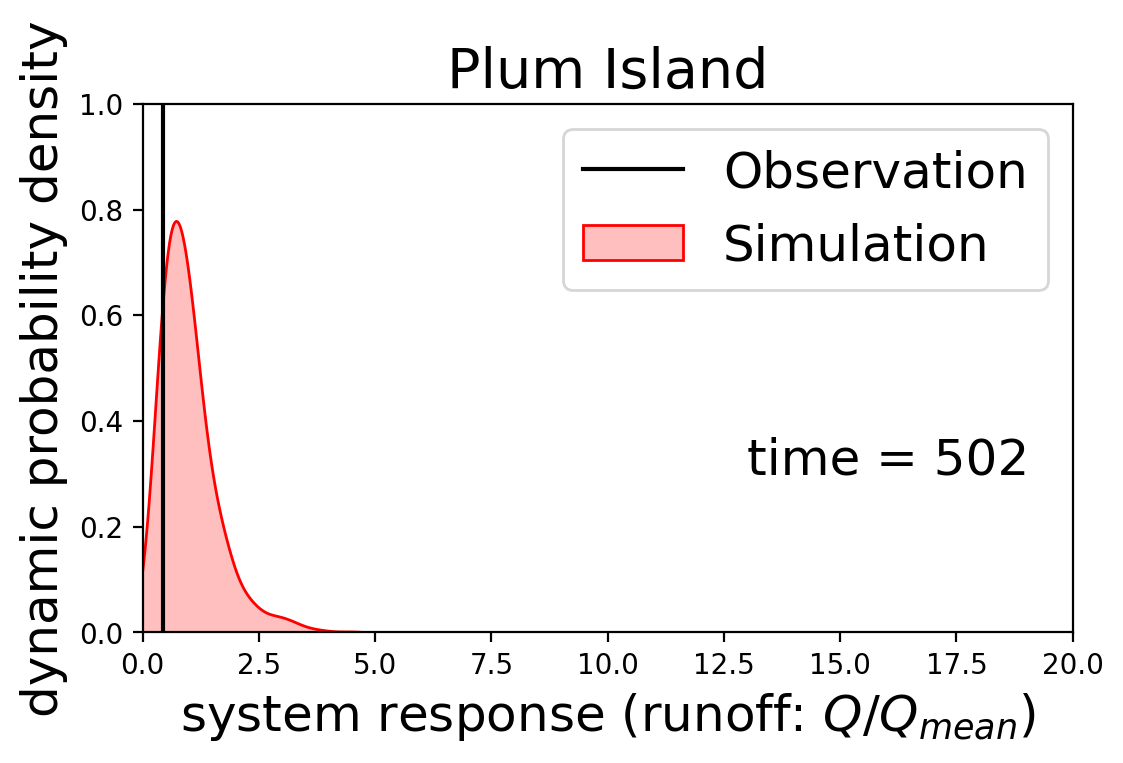 Plum Island
dynamic probability density
1.0
0.8
0.6
0.4
0.2
0.0
Observation
Simulation
time = 502
0.0 2.5 5.0 7.5 10.0 12.5 15.0 17.5 20.0
system response (runoff: Q/Qmean)